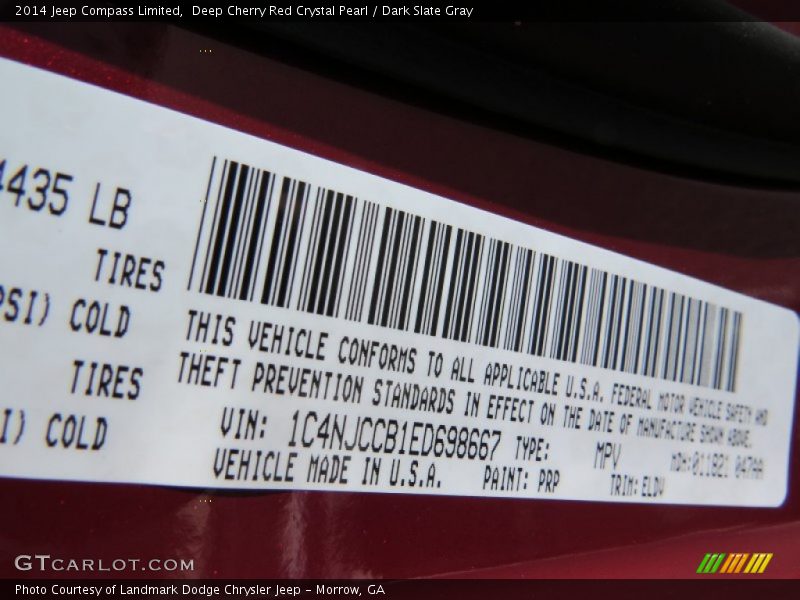 2014 Jeep Compass Limited,  Deep Cherry Red Crystal Pearl / Dark Slate Gray
4435 LB
TIRES
PSI) COLD
TIRES
I) COLD
THIS VEHICLE CONFORMS TO ALL APPLICABLE U.S.A. FEDERAL MOTOR VEHICLE SAFETY AND
THEFT PREVENTION STANDARDS IN EFFECT ON THE DATE OF MANUFACTURE SHOWN ABOVE.
VIN: 1C4NJCCB1ED698667 TYPE: MPV MDH:011821 047AA
VEHICLE MADE IN U.S.A. PAINT: PRP TRIM:ELDV
GTCARLOT.COM
Photo Courtesy of Landmark Dodge Chrysler Jeep – Morrow, GA